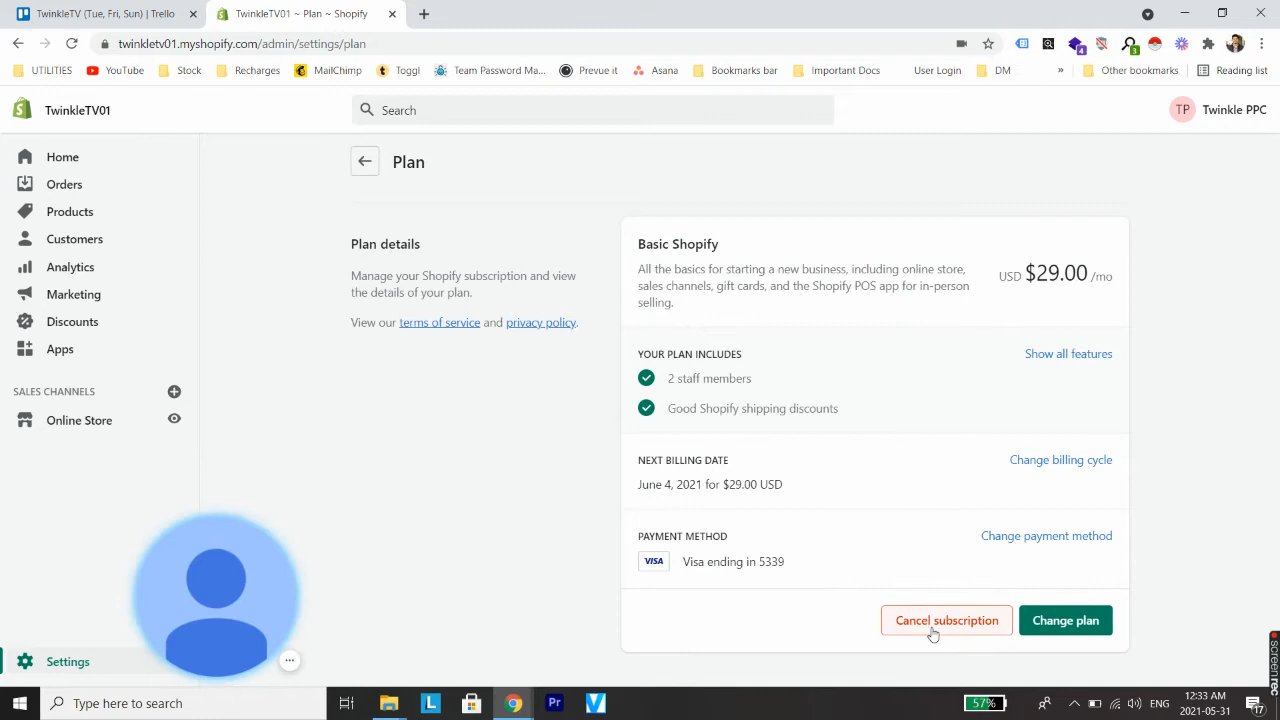 TwinkleTV (Tues, Fri, Sun) | Trello
TwinkleTV01 ~ Plan ~ Shopify
twinkletv01.myshopify.com/admin/settings/plan
4
3
UTILITIES
YouTube
Stock
Recharges
MailChimp
Toggl
Team Password Ma...
Prevue it
Asana
Bookmarks bar
Important Docs
User Login
DM
»
Other bookmarks
Reading list
TwinkleTV01
Search
TP
Twinkle PPC
Home
Orders
Products
Customers
Analytics
Marketing
Discounts
Apps
SALES CHANNELS
Online Store
Settings
Plan
Plan details
Manage your Shopify subscription and view
the details of your plan.
View our terms of service and privacy policy.
Basic Shopify
All the basics for starting a new business, including online store,
sales channels, gift cards, and the Shopify POS app for in-person
selling.
USD $29.00 /mo
YOUR PLAN INCLUDES
Show all features
2 staff members
Good Shopify shipping discounts
NEXT BILLING DATE
Change billing cycle
June 4, 2021 for $29.00 USD
PAYMENT METHOD
Change payment method
VISA
Visa ending in 5339
Cancel subscription
Change plan
screenrec
Type here to search
L
Pr
V
57%
ENG
12:33 AM
2021-05-31
17